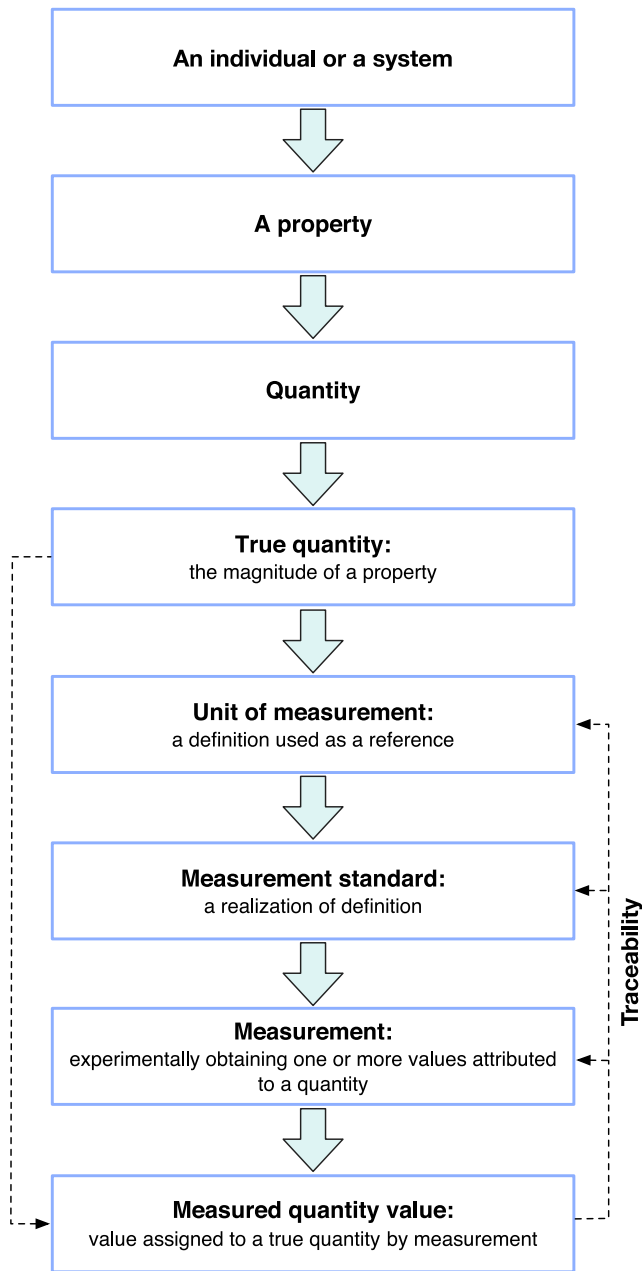 An individual or a system
A property
Quantity
True quantity:
the magnitude of a property
Unit of measurement:
a definition used as a reference
Measurement standard:
a realization of definition
Measurement:
experimentally obtaining one or more values attributed
to a quantity
Measured quantity value:
value assigned to a true quantity by measurement
Traceability